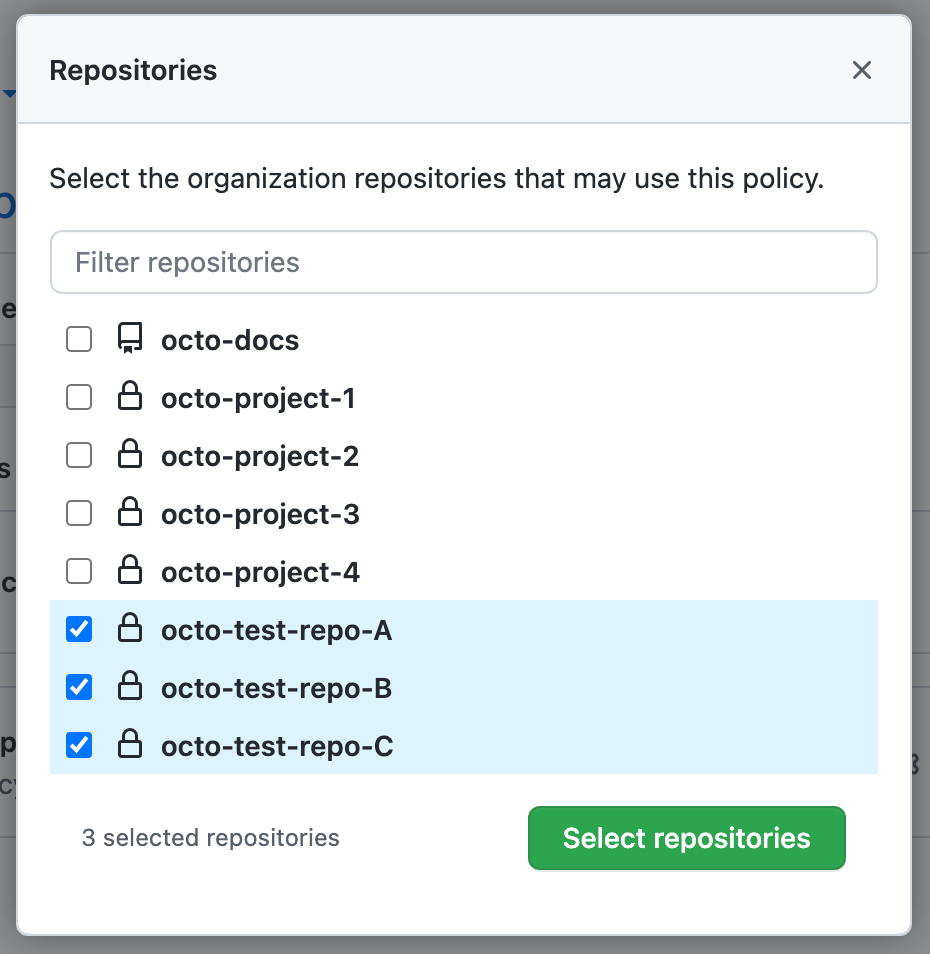 Repositories
Select the organization repositories that may use this policy.
Filter repositories
octo-docs
octo-project-1
octo-project-2
octo-project-3
octo-project-4
octo-test-repo-A
octo-test-repo-B
octo-test-repo-C
3 selected repositories
Select repositories